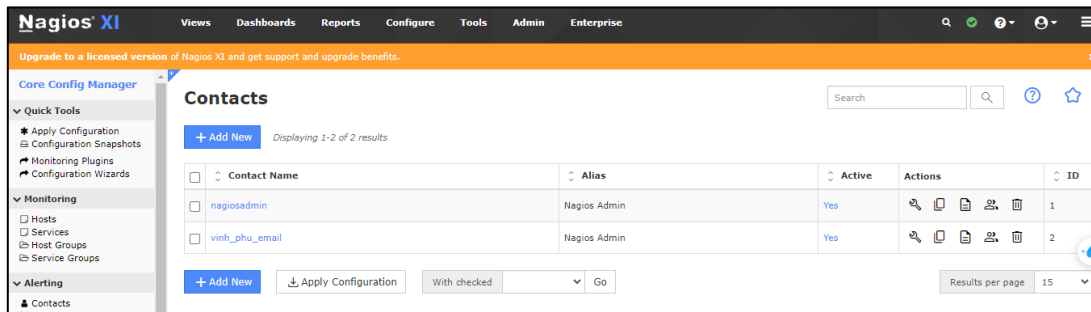 Nagios XI Views Dashboards Reports Configure Tools Admin Enterprise
Upgrade to a licensed version of Nagios XI and get support and upgrade benefits.
Core Config Manager
Quick Tools
Apply Configuration
Configuration Snapshots
Monitoring Plugins
Configuration Wizards
Monitoring
Hosts
Services
Host Groups
Service Groups
Alerting
Contacts
Contacts
Search
+ Add New Displaying 1-2 of 2 results
Contact Name Alias Active Actions ID
nagiosadmin Nagios Admin Yes 1
vinh_phu_email Nagios Admin Yes 2
+ Add New Apply Configuration With checked Go Results per page 15